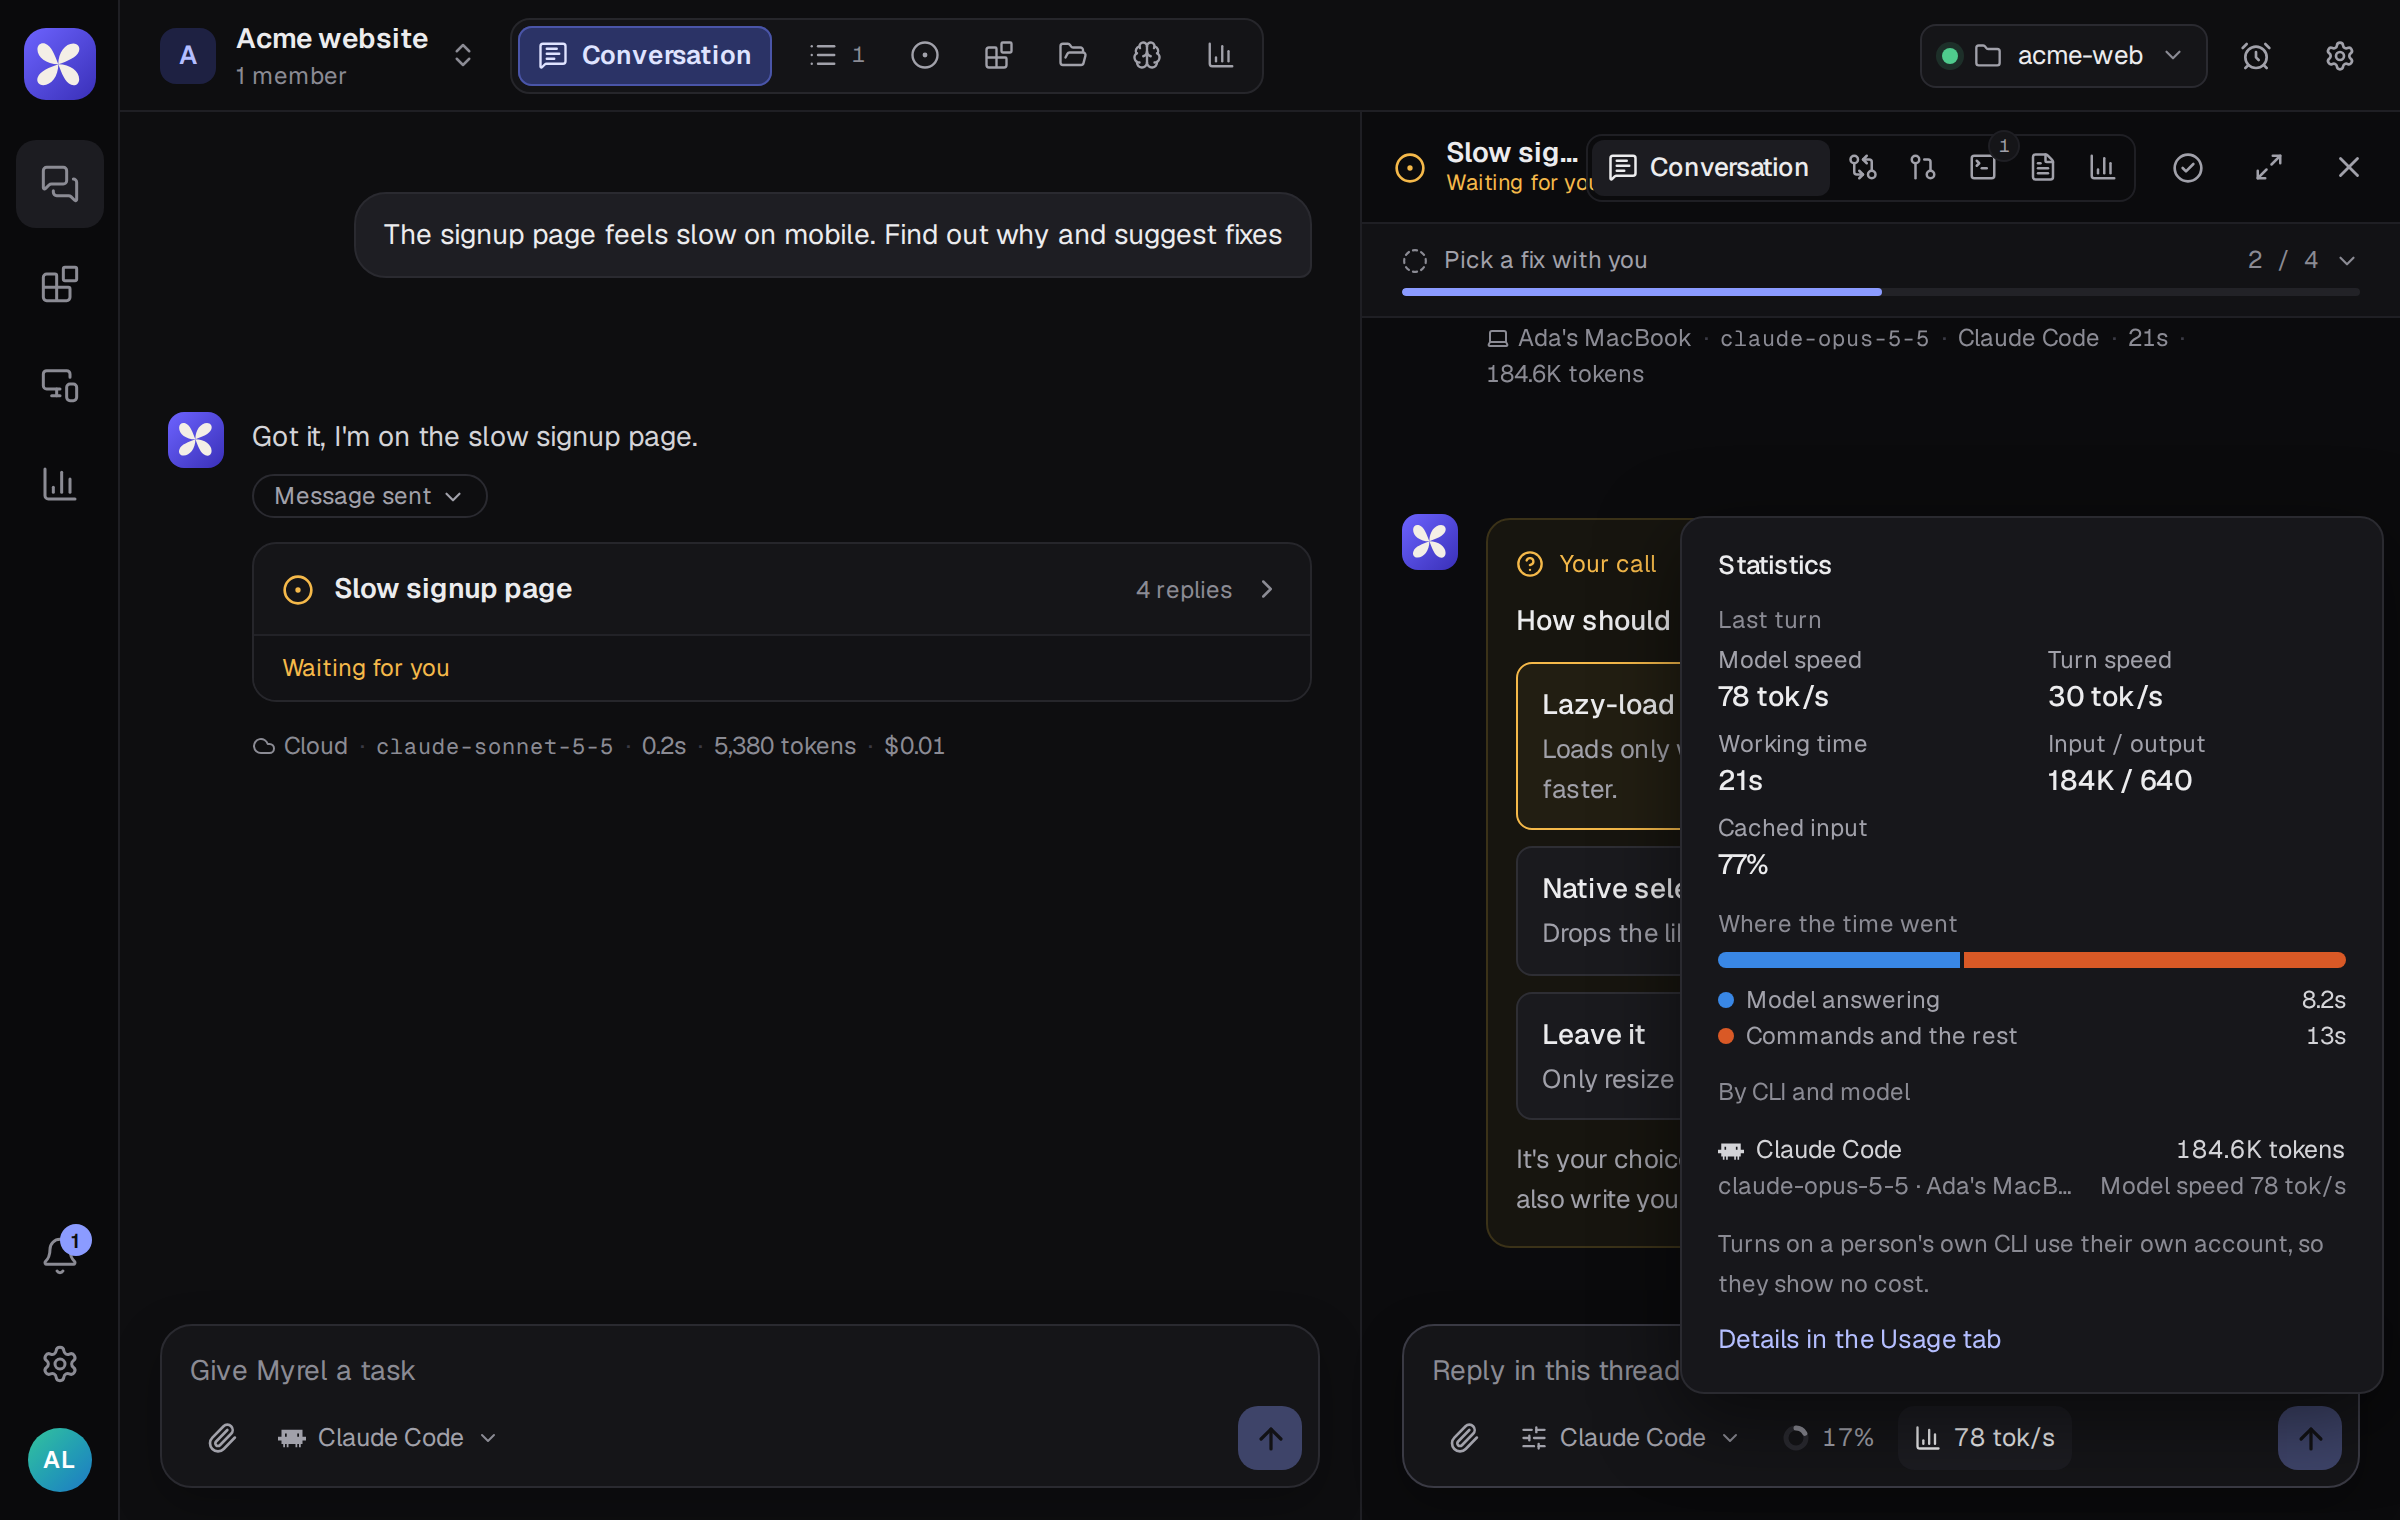 A
Acme website
1 member
Conversation
1
acme-web
The signup page feels slow on mobile. Find out why and suggest fixes
Got it, I'm on the slow signup page.
Message sent
Slow signup page
4 replies
Waiting for you
Cloud · claude-sonnet-5-5 · 0.2s · 5,380 tokens · $0.01
Give Myrel a task
Claude Code
1
AL
Slow sig...
Waiting for you
Conversation
1
Pick a fix with you
2 / 4
Ada's MacBook · claude-opus-5-5 · Claude Code · 21s ·
184.6K tokens
Your call
How should
Lazy-load
Loads only
faster.
Native sele
Drops the
Leave it
Only resize
It's your choic
also write you
Reply in this thread
Claude Code
17%
78 tok/s
Statistics
Last turn
Model speed
78 tok/s
Turn speed
30 tok/s
Working time
21s
Input / output
184K / 640
Cached input
77%
Where the time went
Model answering
8.2s
Commands and the rest
13s
By CLI and model
Claude Code
184.6K tokens
claude-opus-5-5 · Ada's MacB...
Model speed 78 tok/s
Turns on a person's own CLI use their own account, so
they show no cost.
Details in the Usage tab